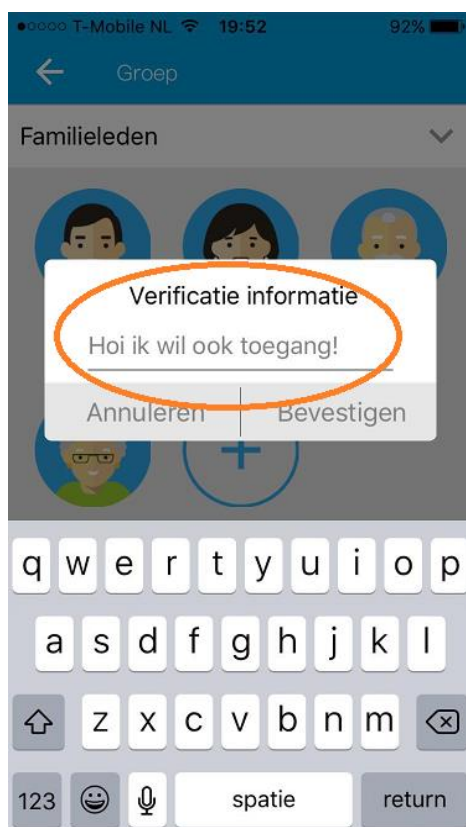 T-Mobile NL 19:52 92%
Groep
Familieleden
Verificatie informatie
Hoi ik wil ook toegang!
Annuleren Bevestigen
q w e r t y u i o p
a s d f g h j k l
z x c v b n m
123 spatie return